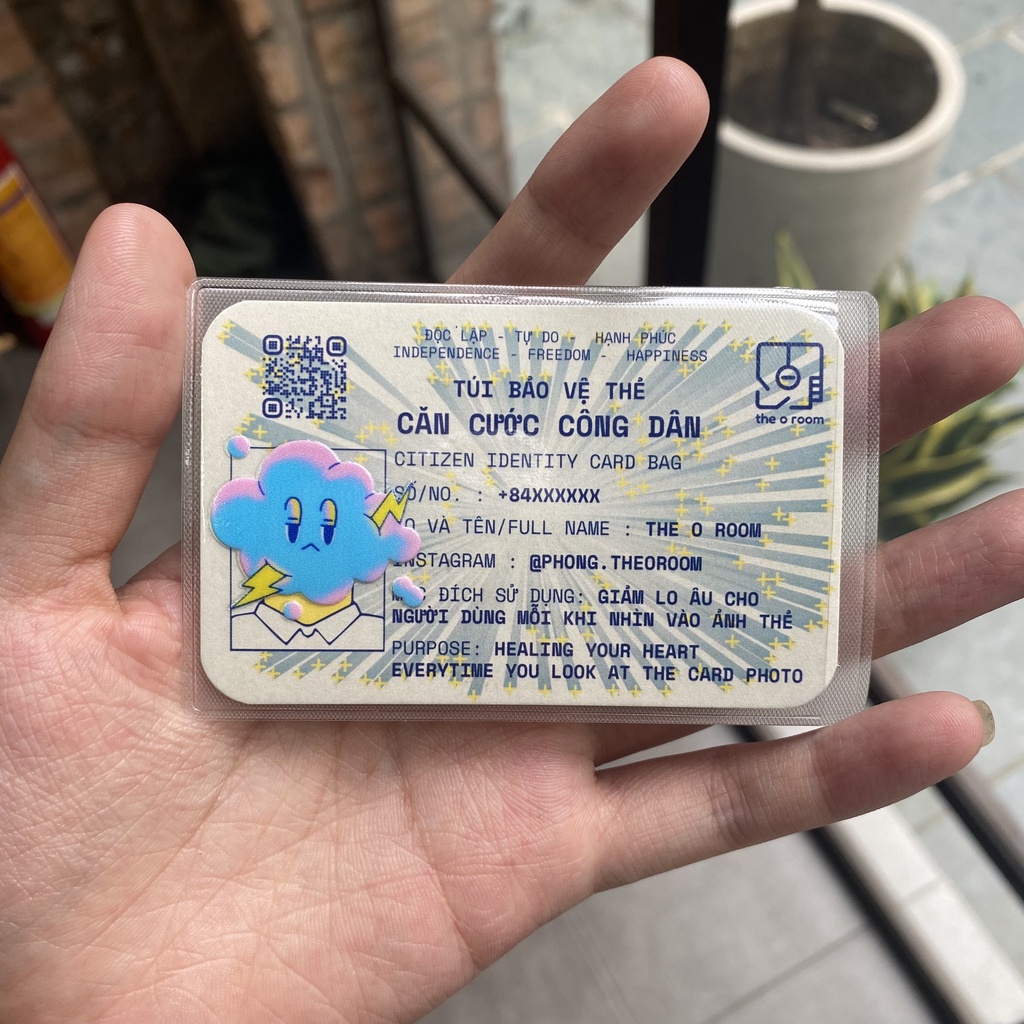 ĐỘC LẬP - TỰ DO - HẠNH PHÚC
INDEPENDENCE - FREEDOM - HAPPINESS
TÚI BẢO VỆ THẺ
CĂN CƯỚC CÔNG DÂN
CITIZEN IDENTITY CARD BAG
SỐ/NO. : +84XXXXXX
VÀ TÊN/FULL NAME : THE O ROOM
INSTAGRAM : @PHONG.THEOROOM
ĐÍCH SỬ DỤNG: GIẢM LO ÂU CHO
NGƯỜI DÙNG MỖI KHI NHÌN VÀO ẢNH THẺ
PURPOSE: HEALING YOUR HEART
EVERYTIME YOU LOOK AT THE CARD PHOTO
the o room